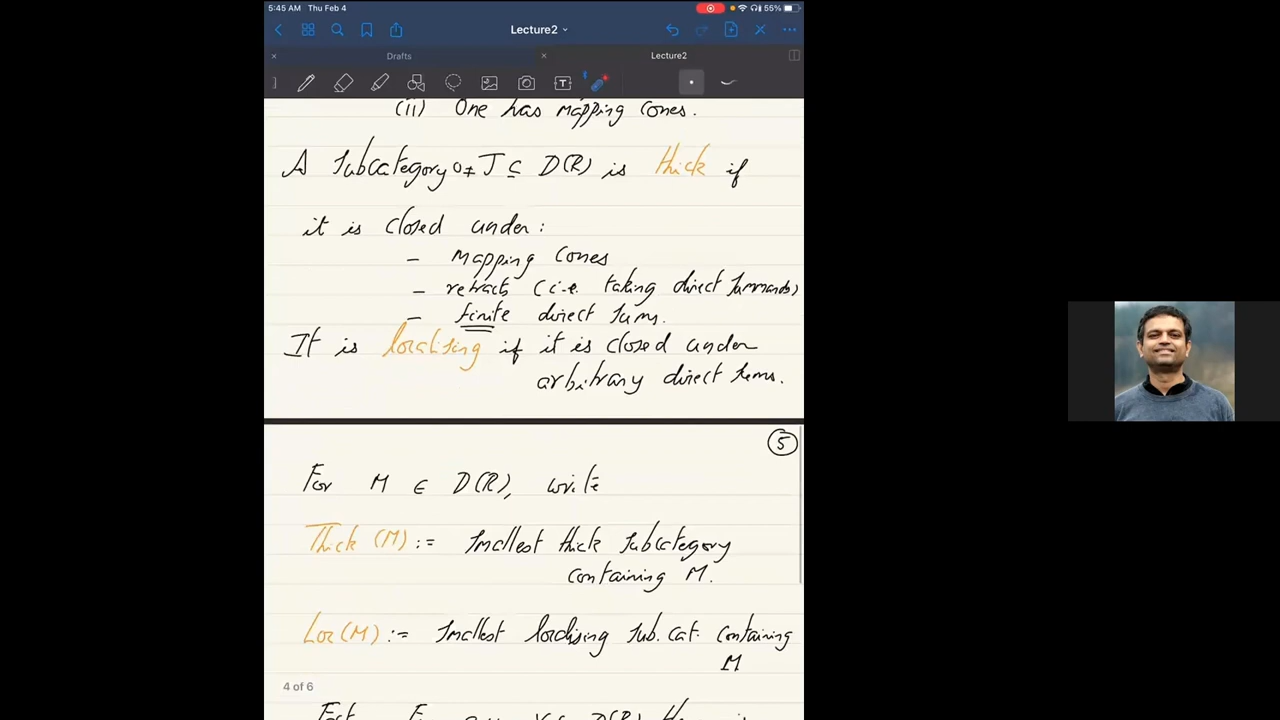 5:45 AM Thu Feb 4
55%
Lecture2
Drafts
Lecture2
(ii) One has mapping cones.
A subcategory 0≠ T ⊆ D(R) is thick if
it is closed under:
– mapping cones
– retracts (i.e. taking direct summands)
– finite direct sums.
It is localising if it is closed under
arbitrary direct sums.
5
For M ∈ D(R), write
Thick (M) := smallest thick subcategory
containing M.
Loc(M) := smallest localising sub. cat. containing
M
4 of 6